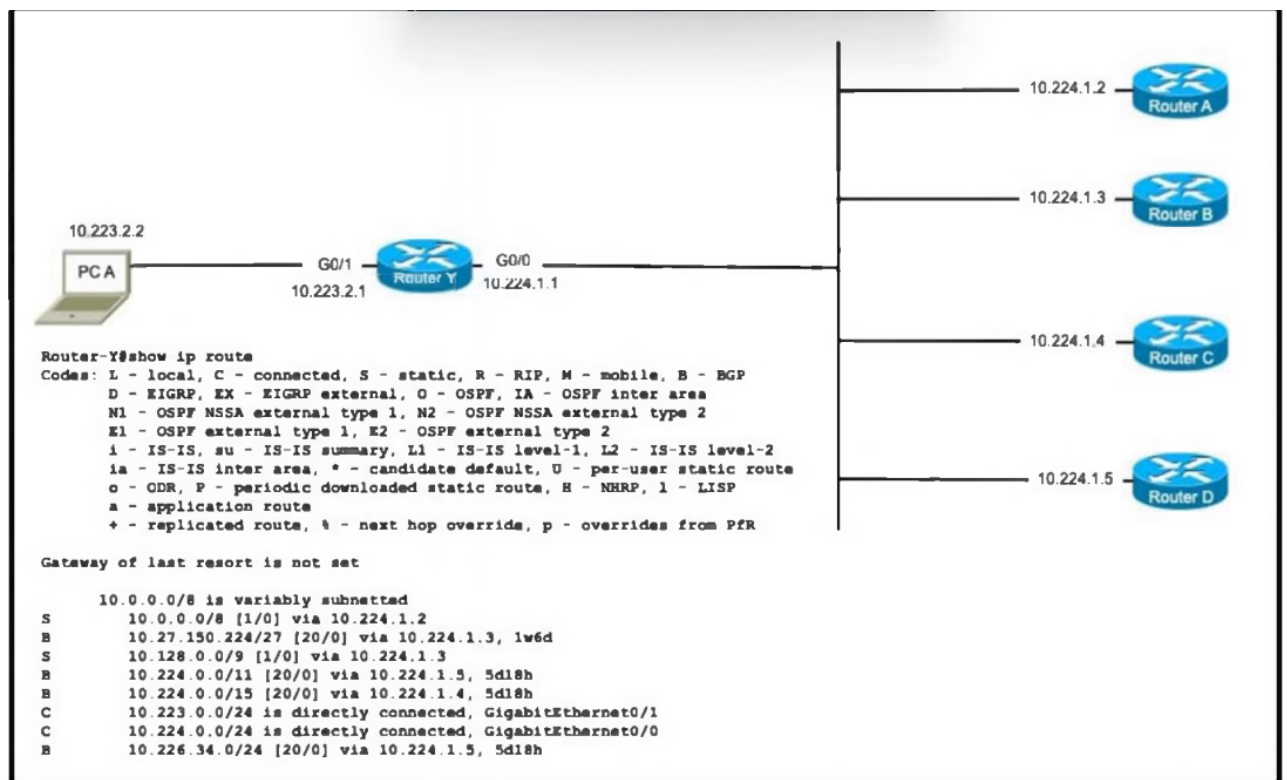 10.224.1.2
Router A
10.224.1.3
Router B
10.223.2.2
PC A
G0/1
Router Y
G0/0
10.223.2.1
10.224.1.1
10.224.1.4
Router C
10.224.1.5
Router D
Router-Y#show ip route
Codes: L - local, C - connected, S - static, R - RIP, M - mobile, B - BGP
D - EIGRP, EX - EIGRP external, O - OSPF, IA - OSPF inter area
N1 - OSPF NSSA external type 1, N2 - OSPF NSSA external type 2
E1 - OSPF external type 1, E2 - OSPF external type 2
i - IS-IS, su - IS-IS summary, L1 - IS-IS level-1, L2 - IS-IS level-2
ia - IS-IS inter area, * - candidate default, U - per-user static route
o - ODR, P - periodic downloaded static route, H - NHRP, l - LISP
a - application route
+ - replicated route, % - next hop override, p - overrides from PfR
Gateway of last resort is not set
10.0.0.0/8 is variably subnetted
S 10.0.0.0/8 [1/0] via 10.224.1.2
B 10.27.150.224/27 [20/0] via 10.224.1.3, 1w6d
S 10.128.0.0/9 [1/0] via 10.224.1.3
B 10.224.0.0/11 [20/0] via 10.224.1.5, 5d18h
B 10.224.0.0/15 [20/0] via 10.224.1.4, 5d18h
C 10.223.0.0/24 is directly connected, GigabitEthernet0/1
C 10.224.0.0/24 is directly connected, GigabitEthernet0/0
B 10.226.34.0/24 [20/0] via 10.224.1.5, 5d18h